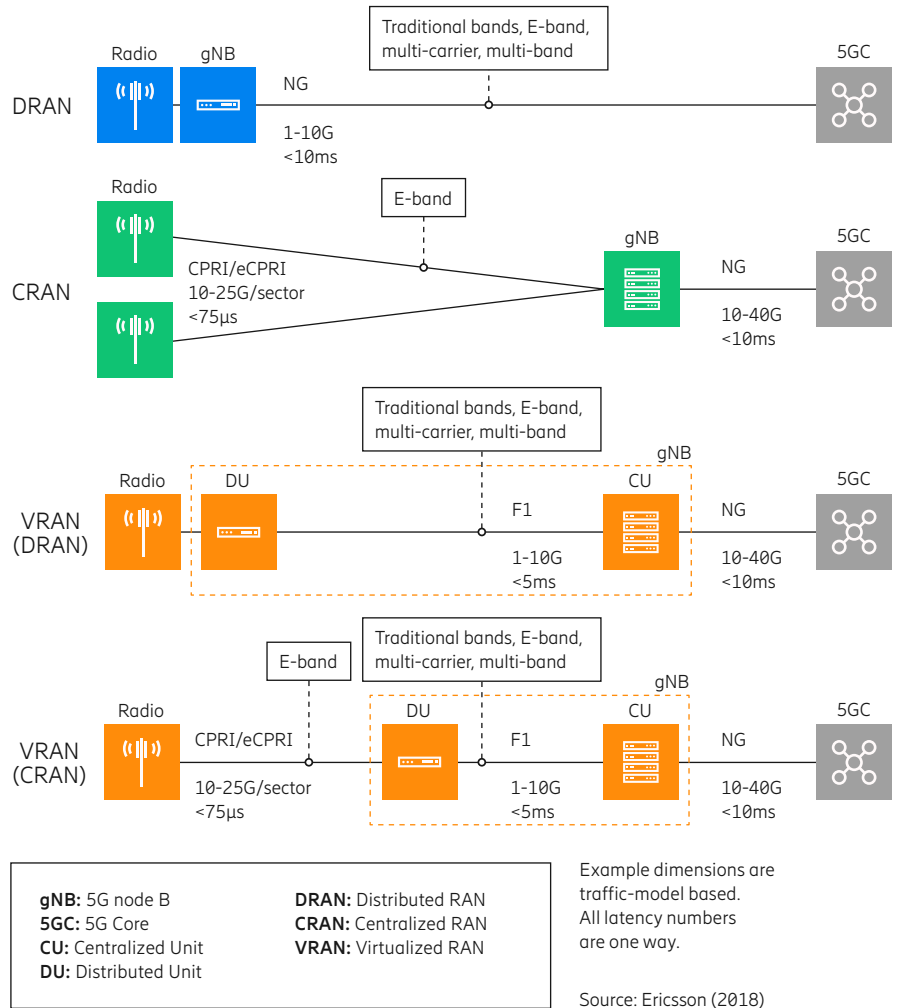 Traditional bands, E-band,
multi-carrier, multi-band
Radio
gNB
5GC
DRAN
NG
1-10G
<10ms
Radio
E-band
gNB
5GC
CRAN
CPRI/eCPRI
10-25G/sector
<75µs
NG
10-40G
<10ms
Traditional bands, E-band,
multi-carrier, multi-band
gNB
Radio
DU
CU
5GC
VRAN
(DRAN)
F1
1-10G
<5ms
NG
10-40G
<10ms
Traditional bands, E-band,
multi-carrier, multi-band
E-band
gNB
Radio
DU
CU
5GC
VRAN
(CRAN)
CPRI/eCPRI
10-25G/sector
<75µs
F1
1-10G
<5ms
NG
10-40G
<10ms
gNB: 5G node B
5GC: 5G Core
CU: Centralized Unit
DU: Distributed Unit
DRAN: Distributed RAN
CRAN: Centralized RAN
VRAN: Virtualized RAN
Example dimensions are
traffic-model based.
All latency numbers
are one way.
Source: Ericsson (2018)